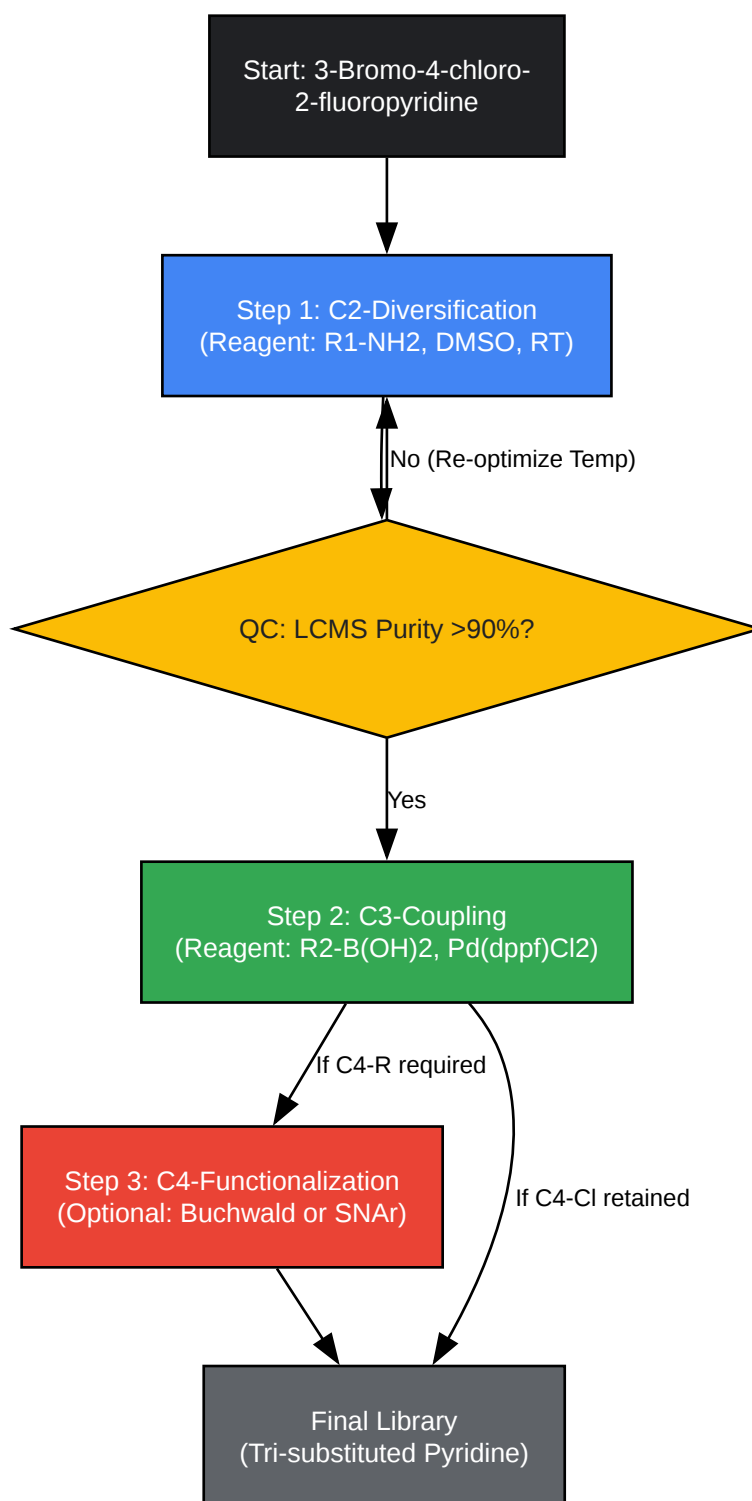 Start: 3-Bromo-4-chloro-
2-fluoropyridine
Step 1: C2-Diversification
(Reagent: R1-NH2, DMSO, RT)
No (Re-optimize Temp)
QC: LCMS Purity >90%?
Yes
Step 2: C3-Coupling
(Reagent: R2-B(OH)2, Pd(dppf)Cl2)
If C4-R required
Step 3: C4-Functionalization
(Optional: Buchwald or SNAr)
If C4-Cl retained
Final Library
(Tri-substituted Pyridine)